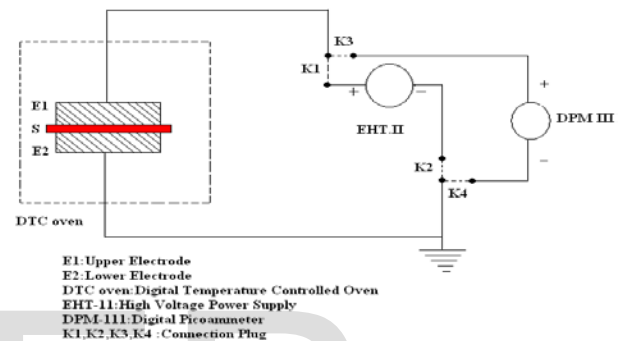 K3
K1
+ −
E1
S
E2
EHT.II
+
DPM III
−
K2
K4
DTC oven
E1:Upper Electrode
E2:Lower Electrode
DTC oven:Digital Temperature Controlled Oven
EHT-11:High Voltage Power Supply
DPM-111:Digital Picoammeter
K1,K2,K3,K4 :Connection Plug